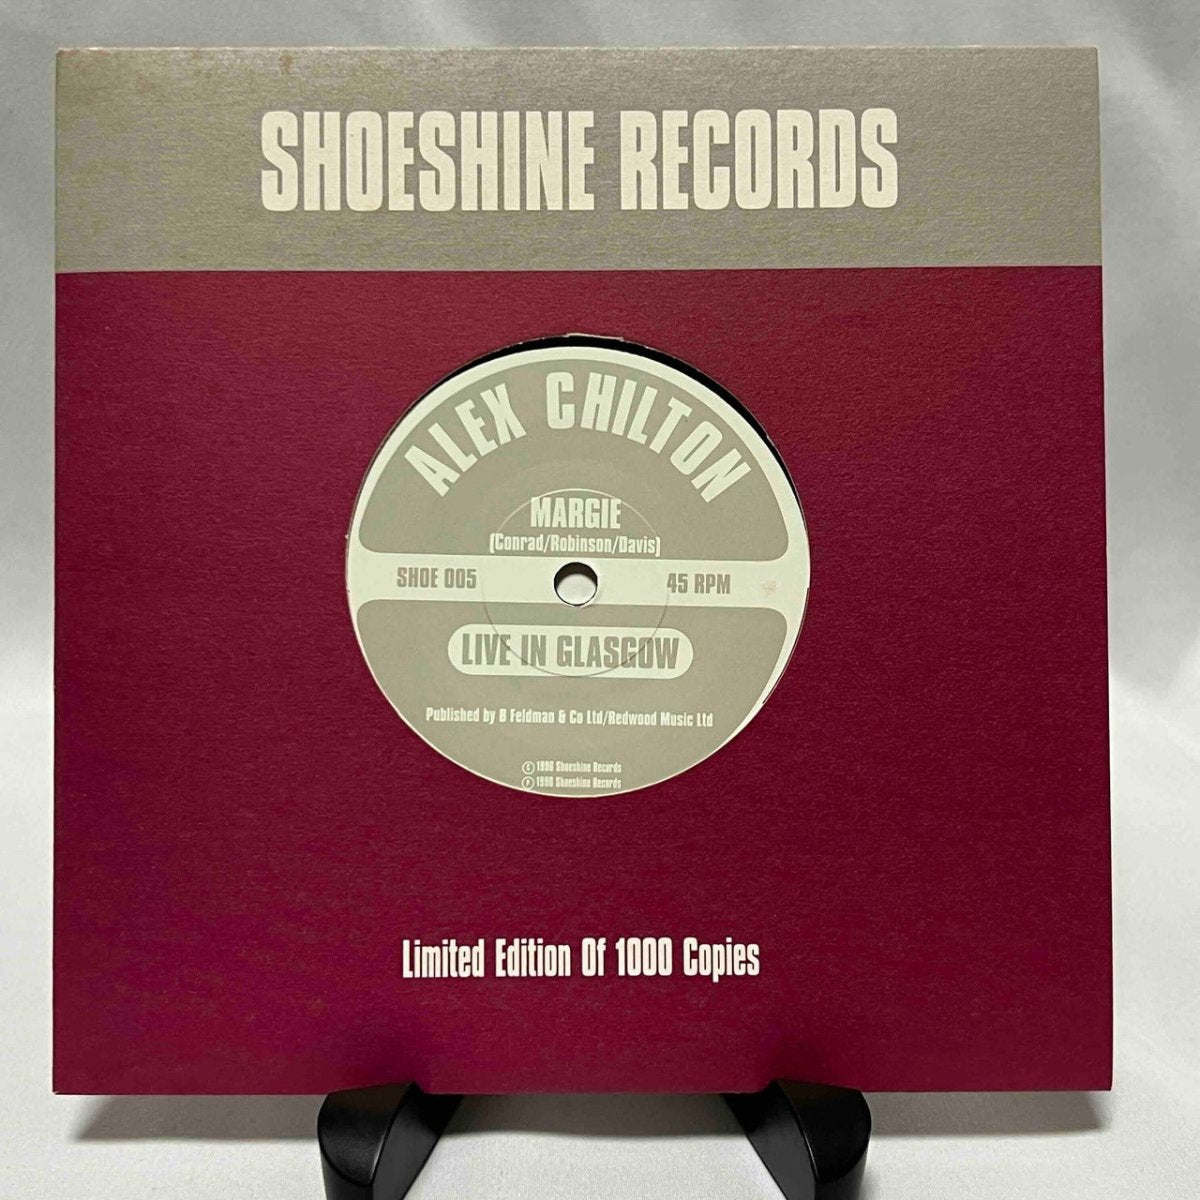 SHOESHINE RECORDS
ALEX CHILTON
MARGIE
(Conrad/Robinson/Davis)
SHOE 005 45 RPM
LIVE IN GLASGOW
Published by B Feldman & Co Ltd/Redwood Music Ltd
© 1996 Shoeshine Records
℗ 1996 Shoeshine Records
Limited Edition Of 1000 Copies